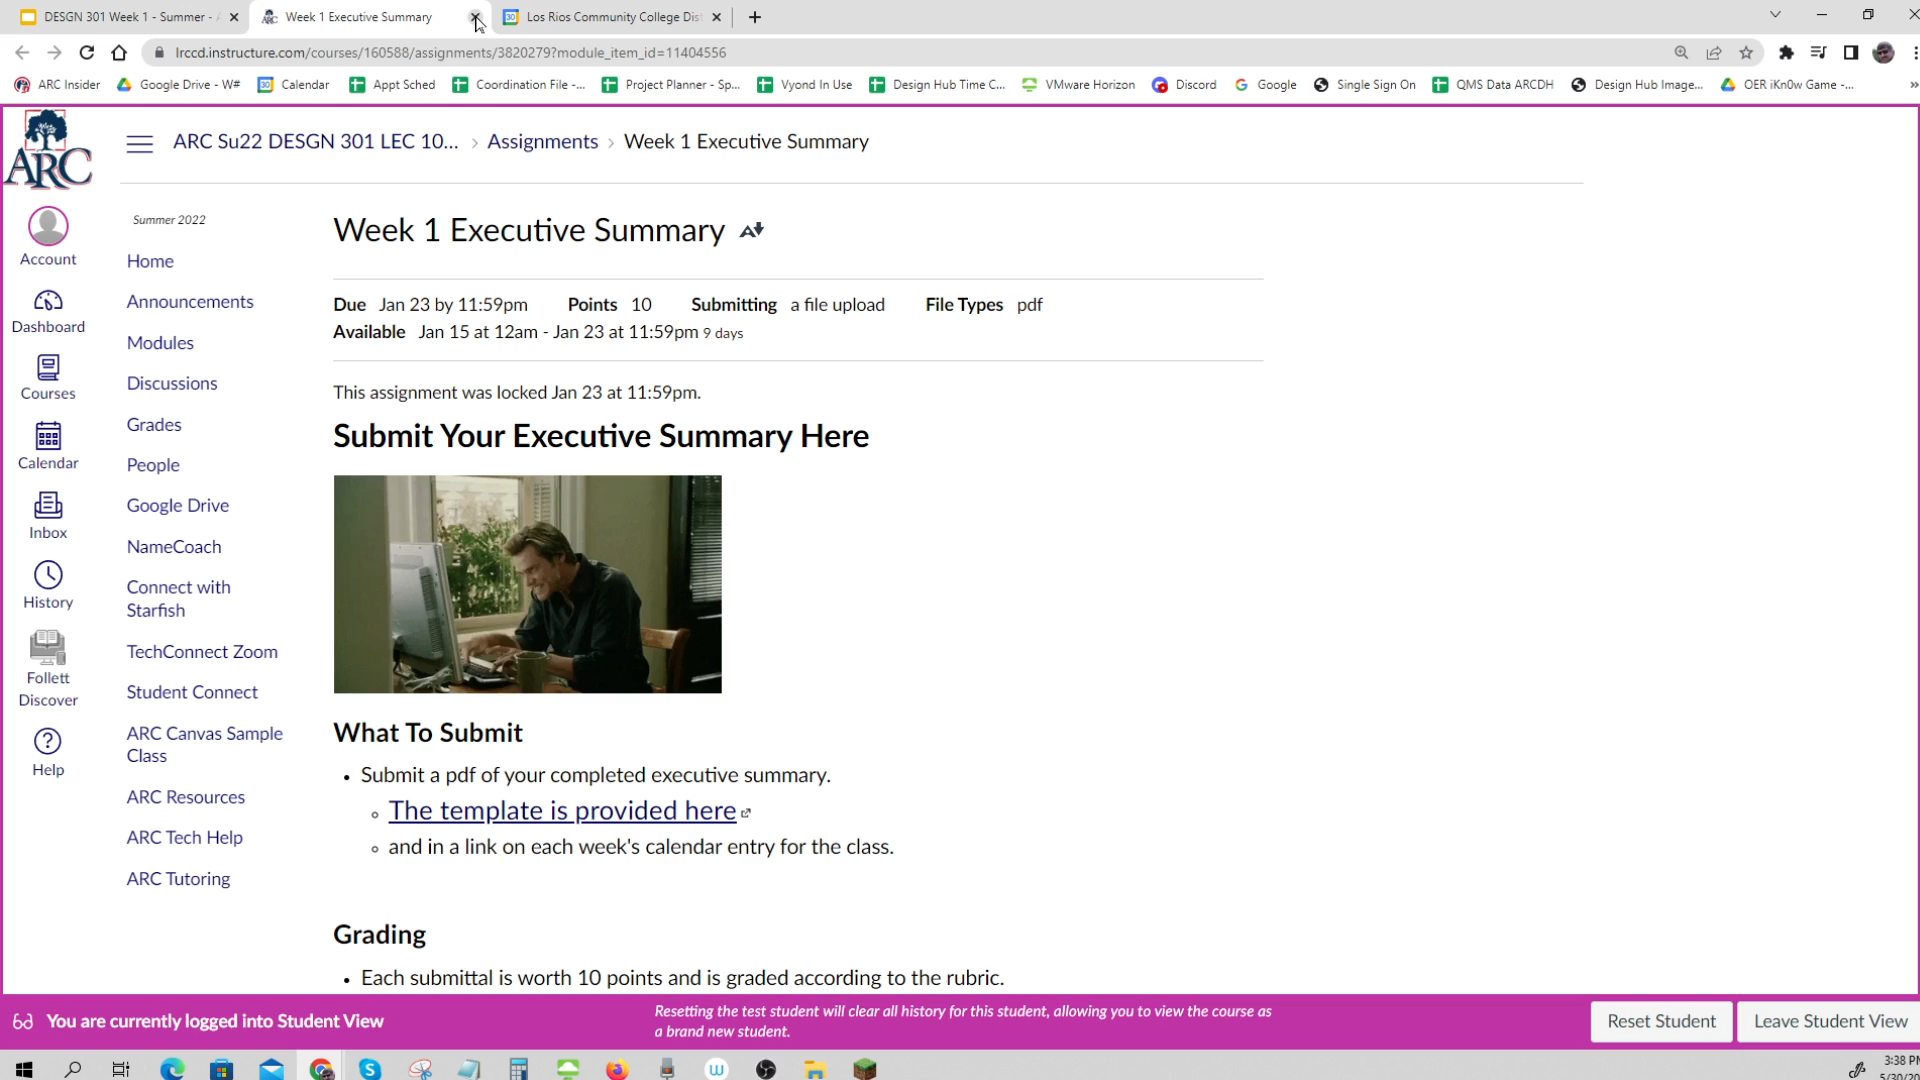 DESGN 301 Week 1 - Summer -
Week 1 Executive Summary
Los Rios Community College Dist
lrccd.instructure.com/courses/160588/assignments/3820279?module_item_id=11404556
ARC Insider
Google Drive - W#
Calendar
Appt Sched
Coordination File -...
Project Planner - Sp...
Vyond In Use
Design Hub Time C...
VMware Horizon
Discord
Google
Single Sign On
QMS Data ARCDH
Design Hub Image...
OER iKn0w Game -...
ARC
ARC Su22 DESGN 301 LEC 10... › Assignments › Week 1 Executive Summary
Account
Dashboard
Courses
Calendar
Inbox
History
Follett
Discover
Help
Summer 2022
Home
Announcements
Modules
Discussions
Grades
People
Google Drive
NameCoach
Connect with
Starfish
TechConnect Zoom
Student Connect
ARC Canvas Sample
Class
ARC Resources
ARC Tech Help
ARC Tutoring
Week 1 Executive Summary
Due Jan 23 by 11:59pm Points 10 Submitting a file upload File Types pdf
Available Jan 15 at 12am - Jan 23 at 11:59pm 9 days
This assignment was locked Jan 23 at 11:59pm.
Submit Your Executive Summary Here
What To Submit
• Submit a pdf of your completed executive summary.
◦ The template is provided here
◦ and in a link on each week's calendar entry for the class.
Grading
• Each submittal is worth 10 points and is graded according to the rubric.
You are currently logged into Student View
Resetting the test student will clear all history for this student, allowing you to view the course as
a brand new student.
Reset Student
Leave Student View
3:38 PM